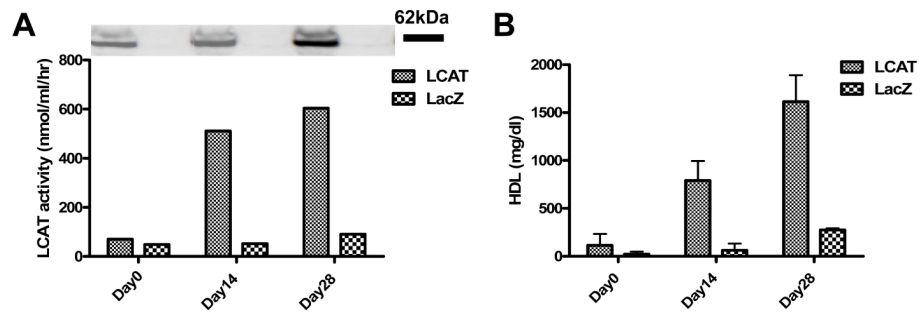 A
62kDa
LCAT activity (nmol/ml/hr)
800
600
400
200
0
LCAT
LacZ
Day0
Day14
Day28
B
HDL (mg/dl)
2000
1500
1000
500
0
LCAT
LacZ
Day0
Day14
Day28